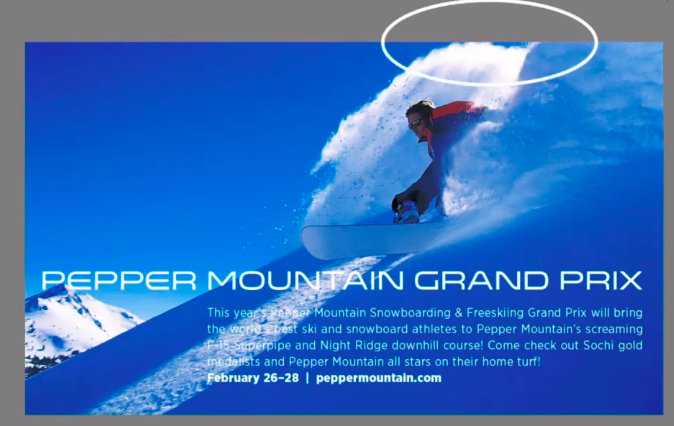 PEPPER MOUNTAIN GRAND PRIX
This year's Pepper Mountain Snowboarding & Freeskiing Grand Prix will bring
the world's best ski and snowboard athletes to Pepper Mountain's screaming
F-15 Superpipe and Night Ridge downhill course! Come check out Sochi gold
medalists and Pepper Mountain all stars on their home turf!
February 26–28 | peppermountain.com